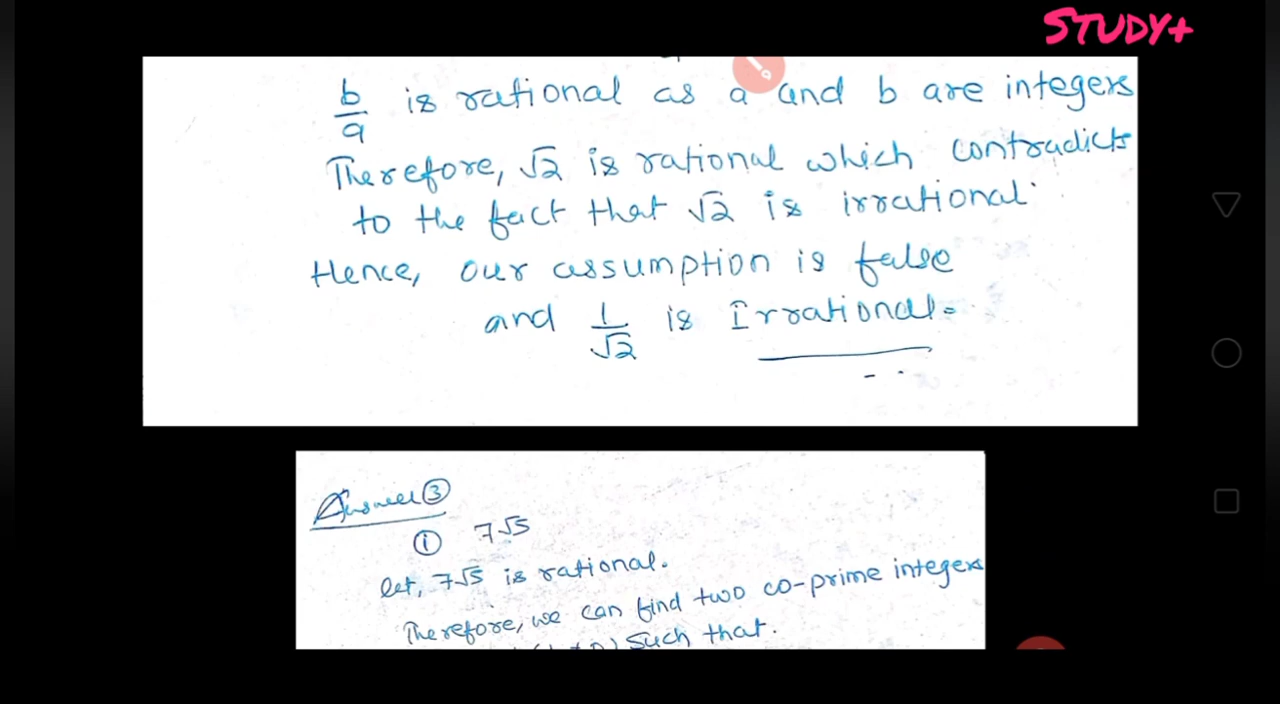 STUDY+
b/a is rational as a and b are integers
Therefore, √2 is rational which contradicts
to the fact that √2 is irrational.
Hence, our assumption is false
and 1/√2 is Irrational.
Answer ③
① 7√5
let, 7√5 is rational.
Therefore, we can find two co-prime integers
such that.